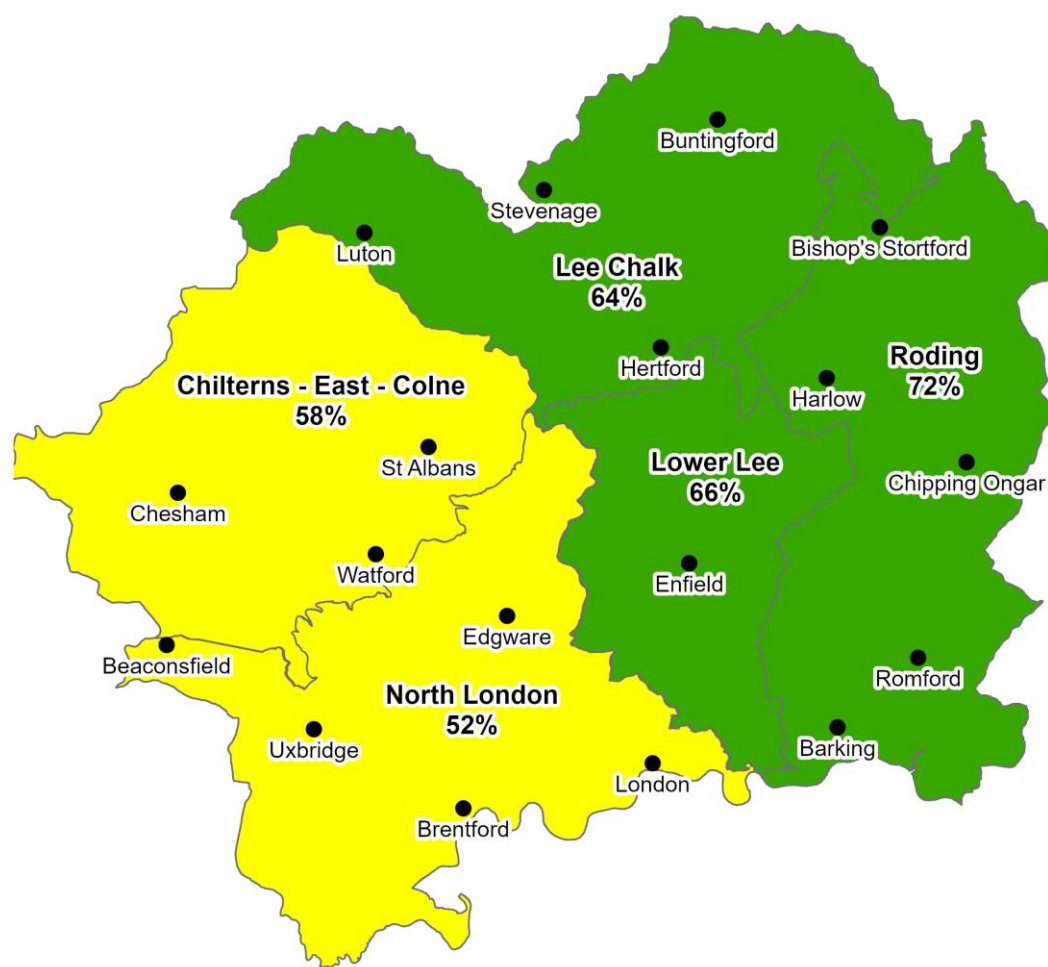 Buntingford
Stevenage
Luton
Bishop's Stortford
Lee Chalk
64%
Hertford
Roding
72%
Harlow
Chilterns - East - Colne
58%
St Albans
Lower Lee
66%
Chipping Ongar
Chesham
Watford
Enfield
Edgware
Beaconsfield
Romford
North London
52%
Uxbridge
Barking
London
Brentford